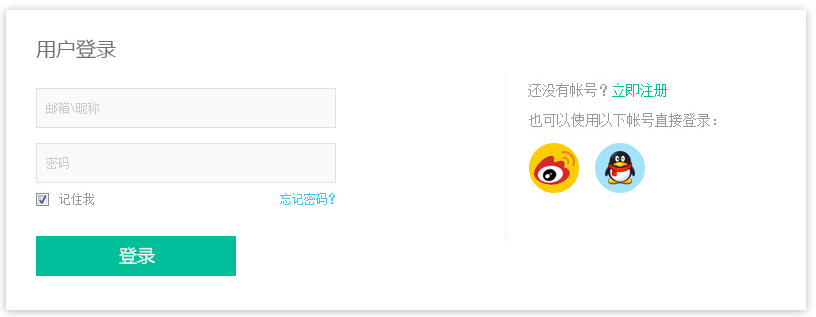 用户登录
邮箱\昵称
密码
记住我
忘记密码？
登录
还没有帐号？立即注册
也可以使用以下帐号直接登录：